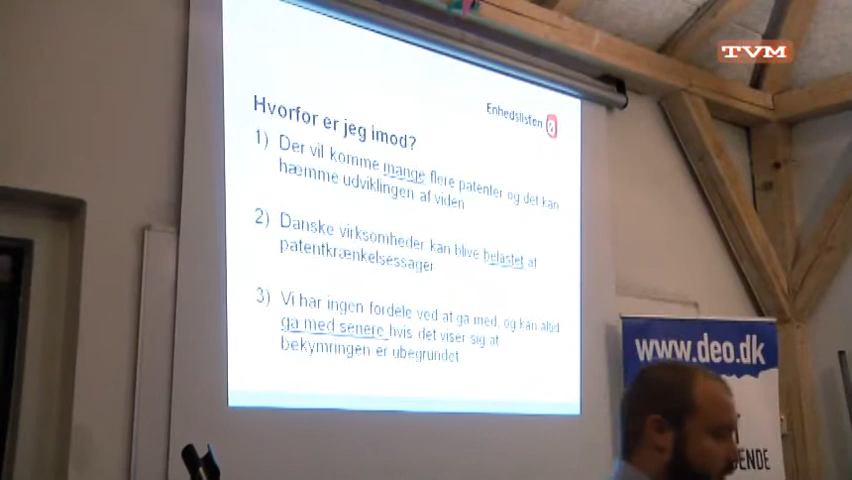 TVM
Enhedslisten
Hvorfor er jeg imod?
1) Der vil komme mange flere patenter og det kan
hæmme udviklingen af viden
2) Danske virksomheder kan blive belastet af
patentkrænkelsessager
3) Vi har ingen fordele ved at gå med, og kan altid
gå med senere hvis det viser sig at
bekymringen er ubegrundet
www.deo.dk